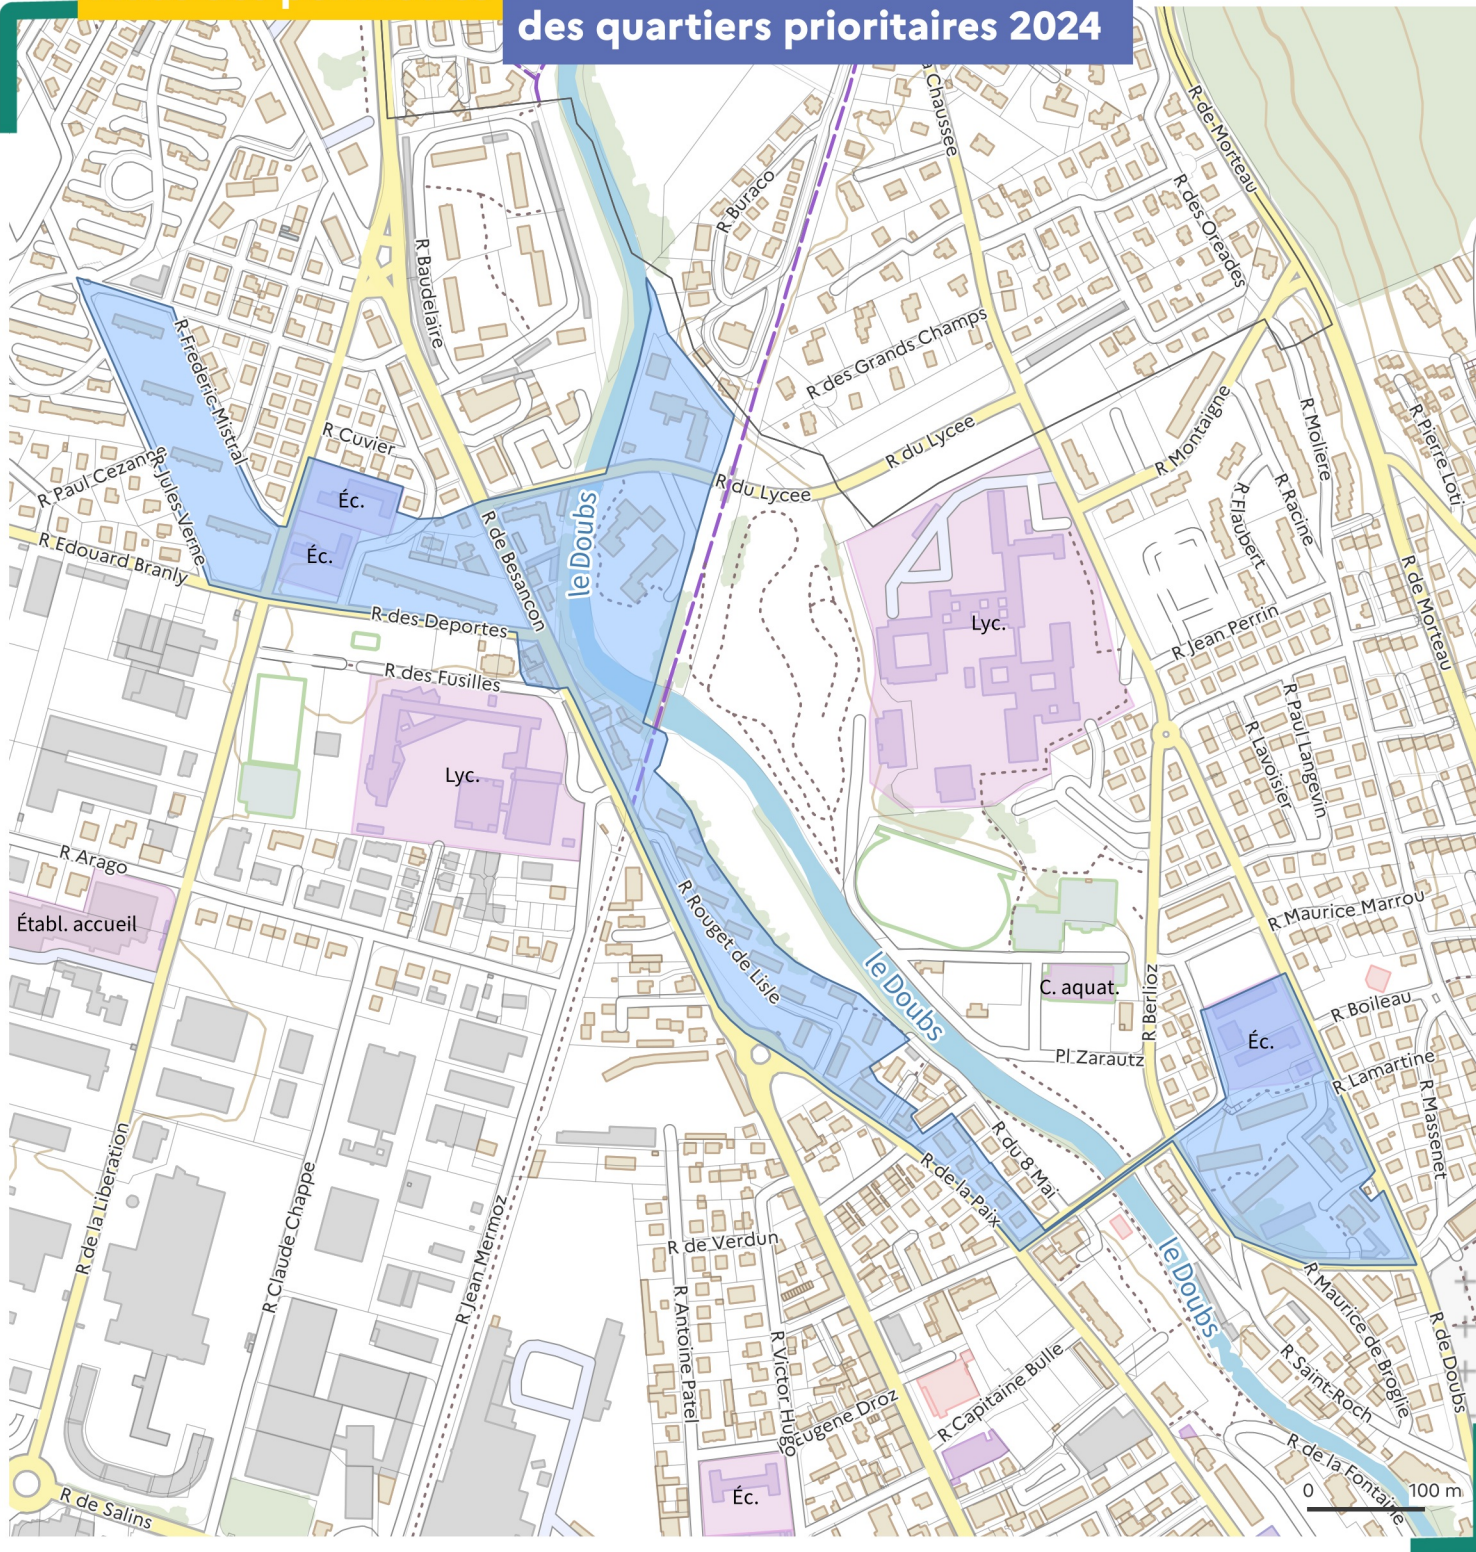 des quartiers prioritaires 2024
a Chaussee
R de Morteau
R Buraco
R des Oreades
R Baudelaire
R Frederic Mistral
R des Grands Champs
R Cuvier
R du Lycee
R Montaigne
R Moliere
R Pierre Loti
R Paul Cezanne
R Jules Verne
Éc.
R du Lycee
R Flaubert
R Racine
R Edouard Branly
Éc.
R de Besancon
le Doubs
R des Deportes
Lyc.
R Jean Perrin
R de Morteau
R des Fusilles
R Paul Langevin
R Lavoisier
Lyc.
R Arago
Établ. accueil
R Rouget de Lisle
R Maurice Marrou
le Doubs
C. aquat.
R Berlioz
R Boileau
Éc.
Pl Zarautz
R Lamartine
R Massenet
R de la Liberation
R Claude Chappe
R Jean Mermoz
R du 8 Mai
R de la Paix
R de Verdun
le Doubs
R Antoine Patel
R Victor Hugo
R Maurice de Broglie
R de Doubs
R Saint-Roch
R Capitaine Bulle
Eugene Droz
R de la Fontaine
Éc.
R de Salins
0 100 m